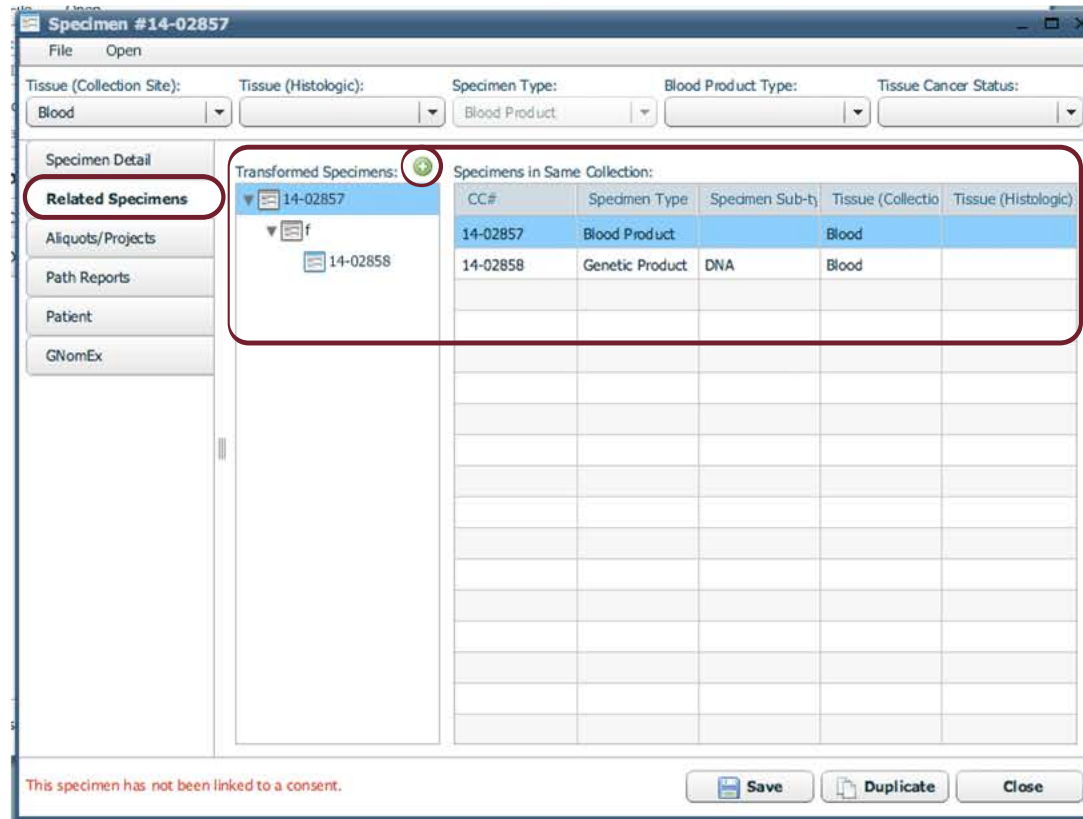 Specimen #14-02857
File Open
Tissue (Collection Site): Tissue (Histologic): Specimen Type: Blood Product Type: Tissue Cancer Status:
Blood Blood Product
Specimen Detail
Related Specimens
Aliquots/Projects
Path Reports
Patient
GNomEx
Transformed Specimens:
14-02857
f
14-02858
Specimens in Same Collection:
CC# Specimen Type Specimen Sub-ty Tissue (Collectio Tissue (Histologic)
14-02857 Blood Product Blood
14-02858 Genetic Product DNA Blood
This specimen has not been linked to a consent.
Save Duplicate Close